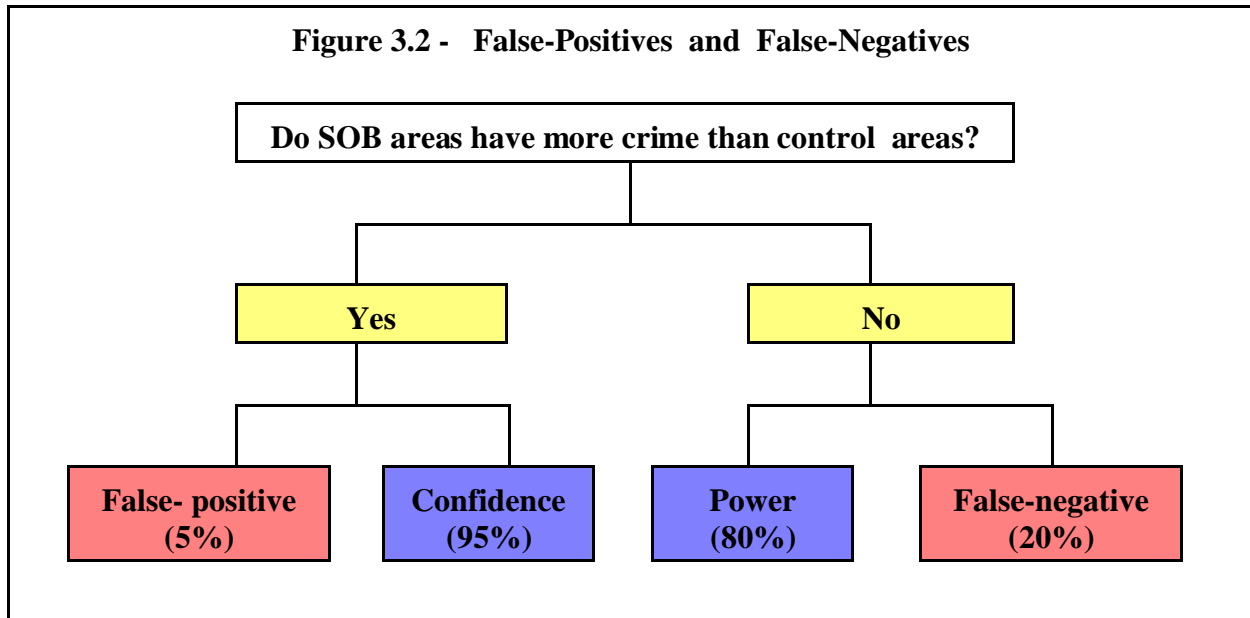 Figure 3.2 - False-Positives and False-Negatives
Do SOB areas have more crime than control areas?
Yes
No
False- positive
(5%)
Confidence
(95%)
Power
(80%)
False-negative
(20%)